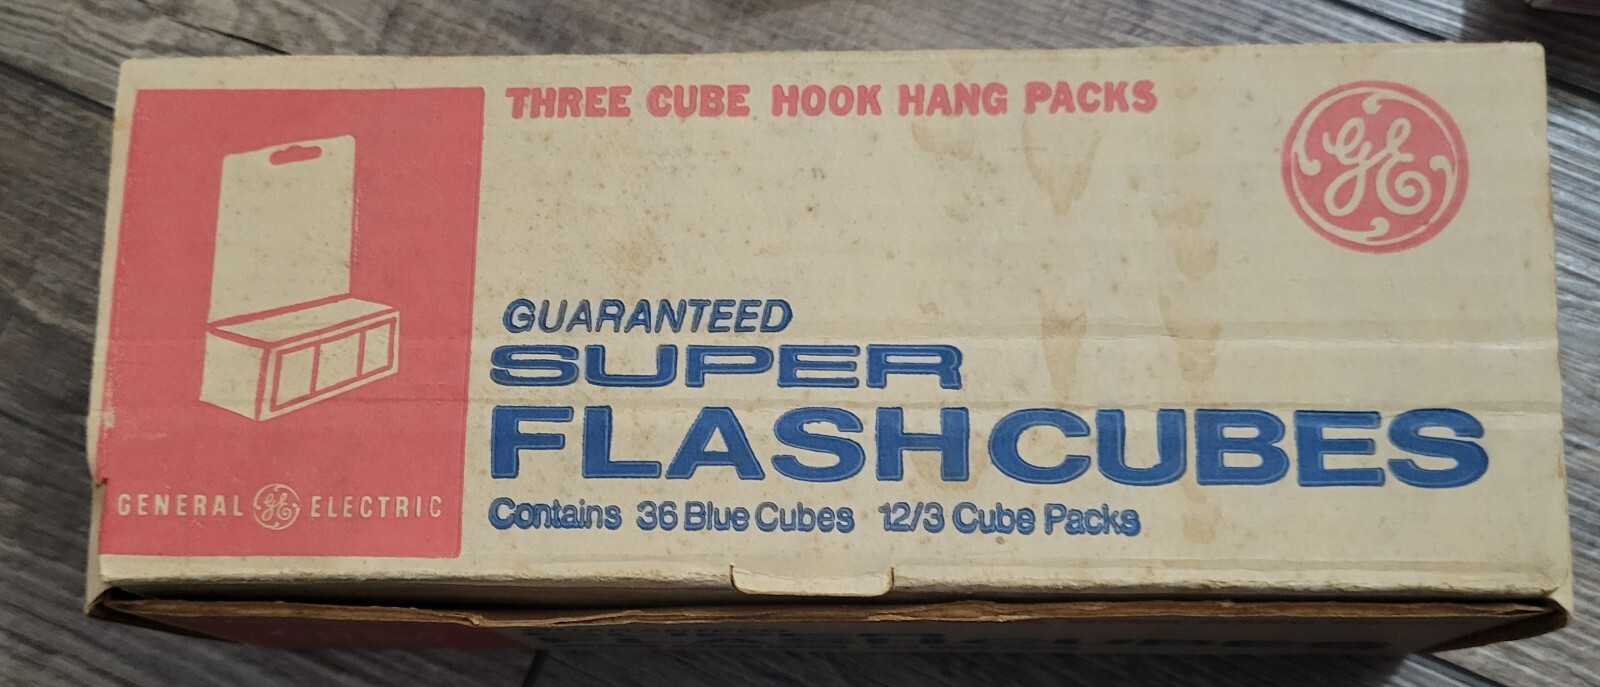 THREE CUBE HOOK HANG PACKS
GE
GUARANTEED
SUPER
FLASHCUBES
Contains 36 Blue Cubes 12/3 Cube Packs
GENERAL GE ELECTRIC